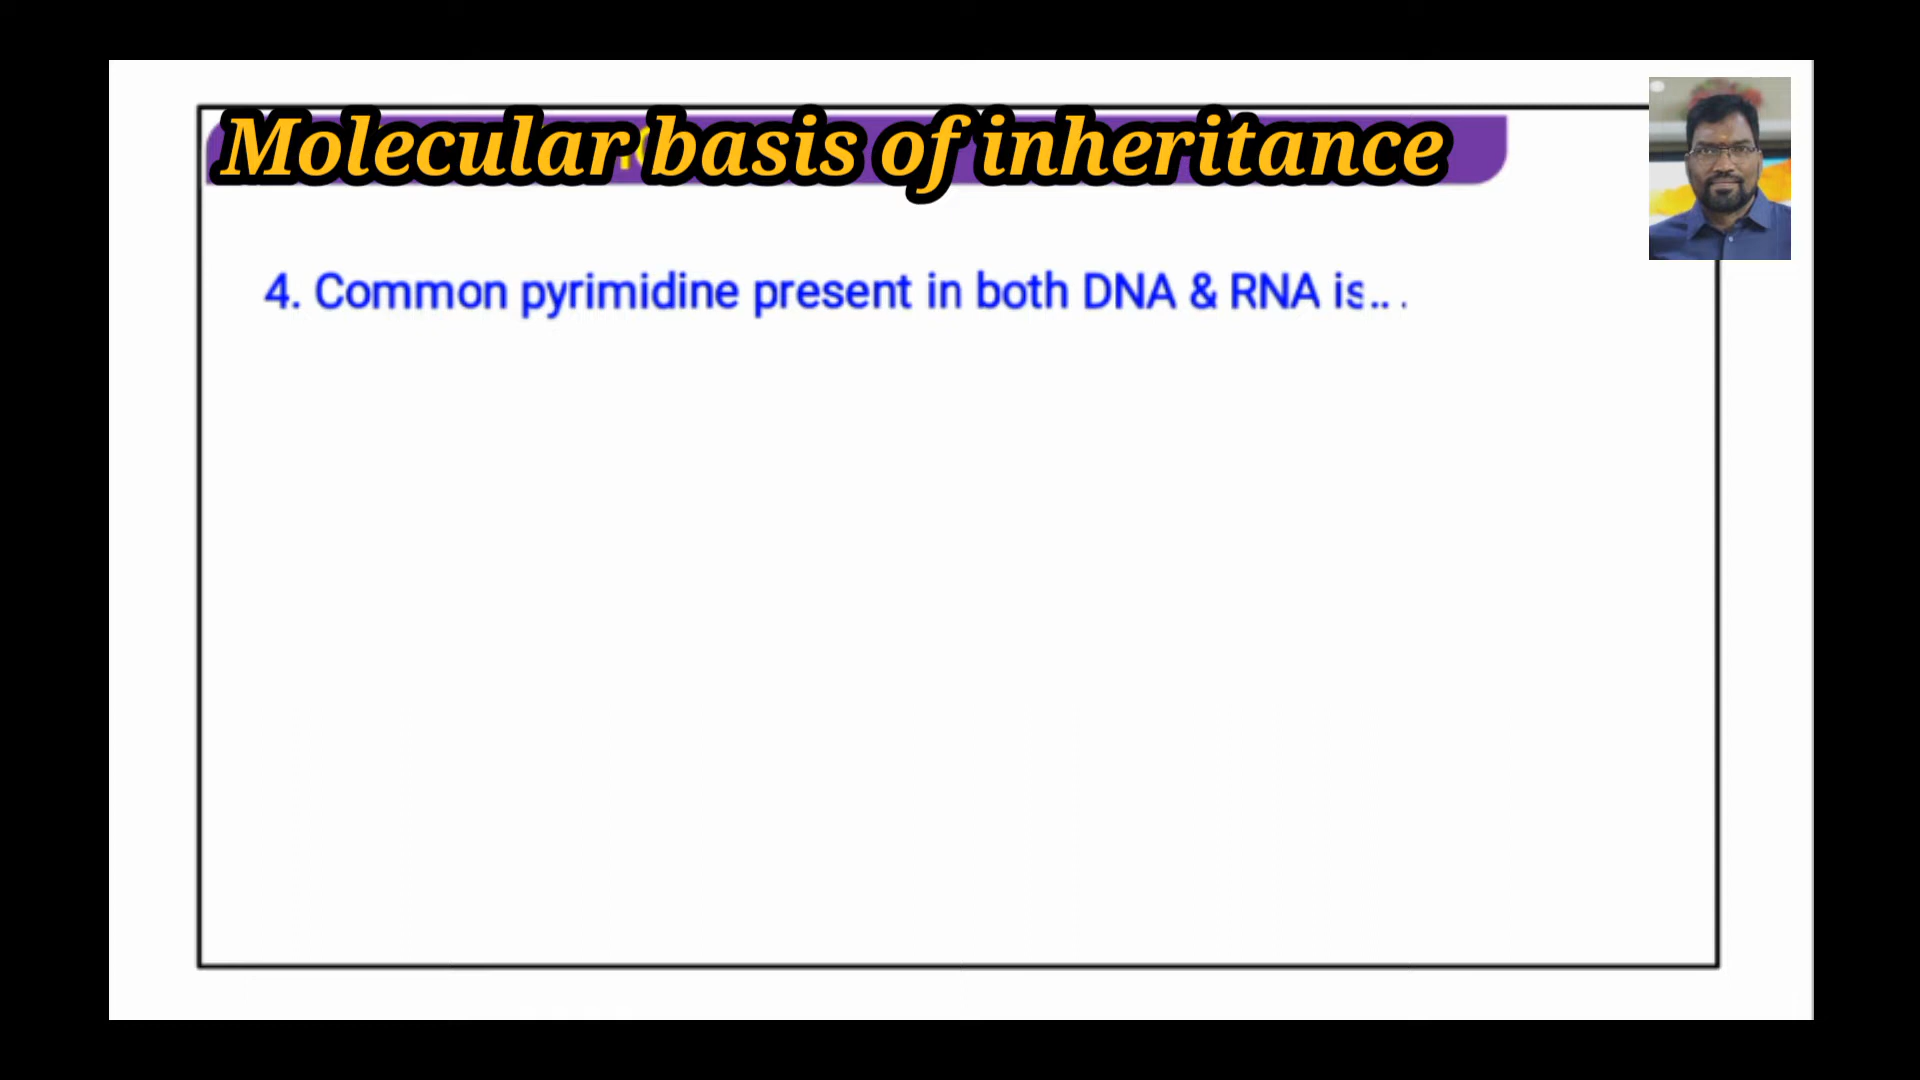 Molecular basis of inheritance
4. Common pyrimidine present in both DNA & RNA is.. .